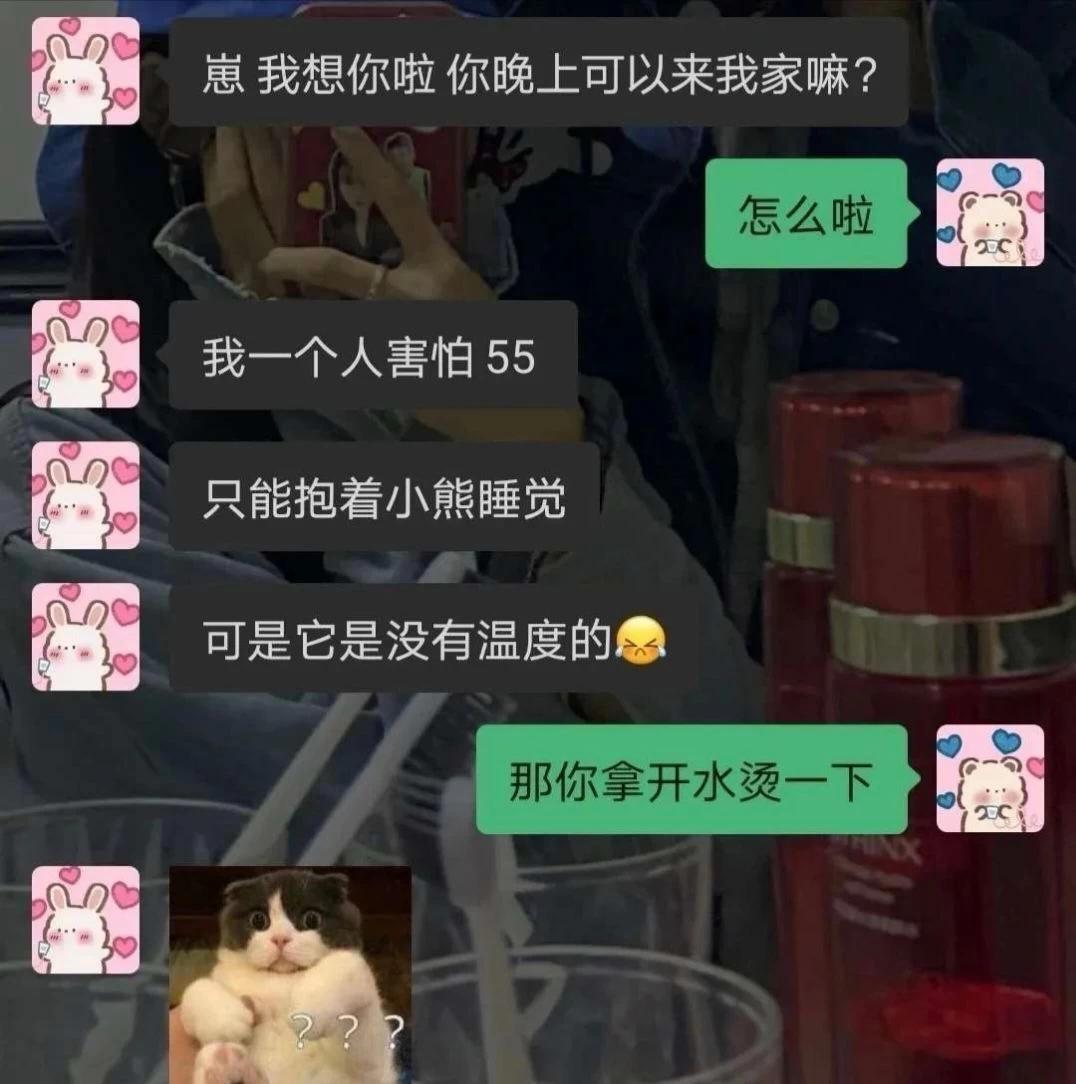 崽 我想你啦 你晚上可以来我家嘛?
怎么啦
我一个人害怕 55
只能抱着小熊睡觉
可是它是没有温度的😹
那你拿开水烫一下
? ? ?